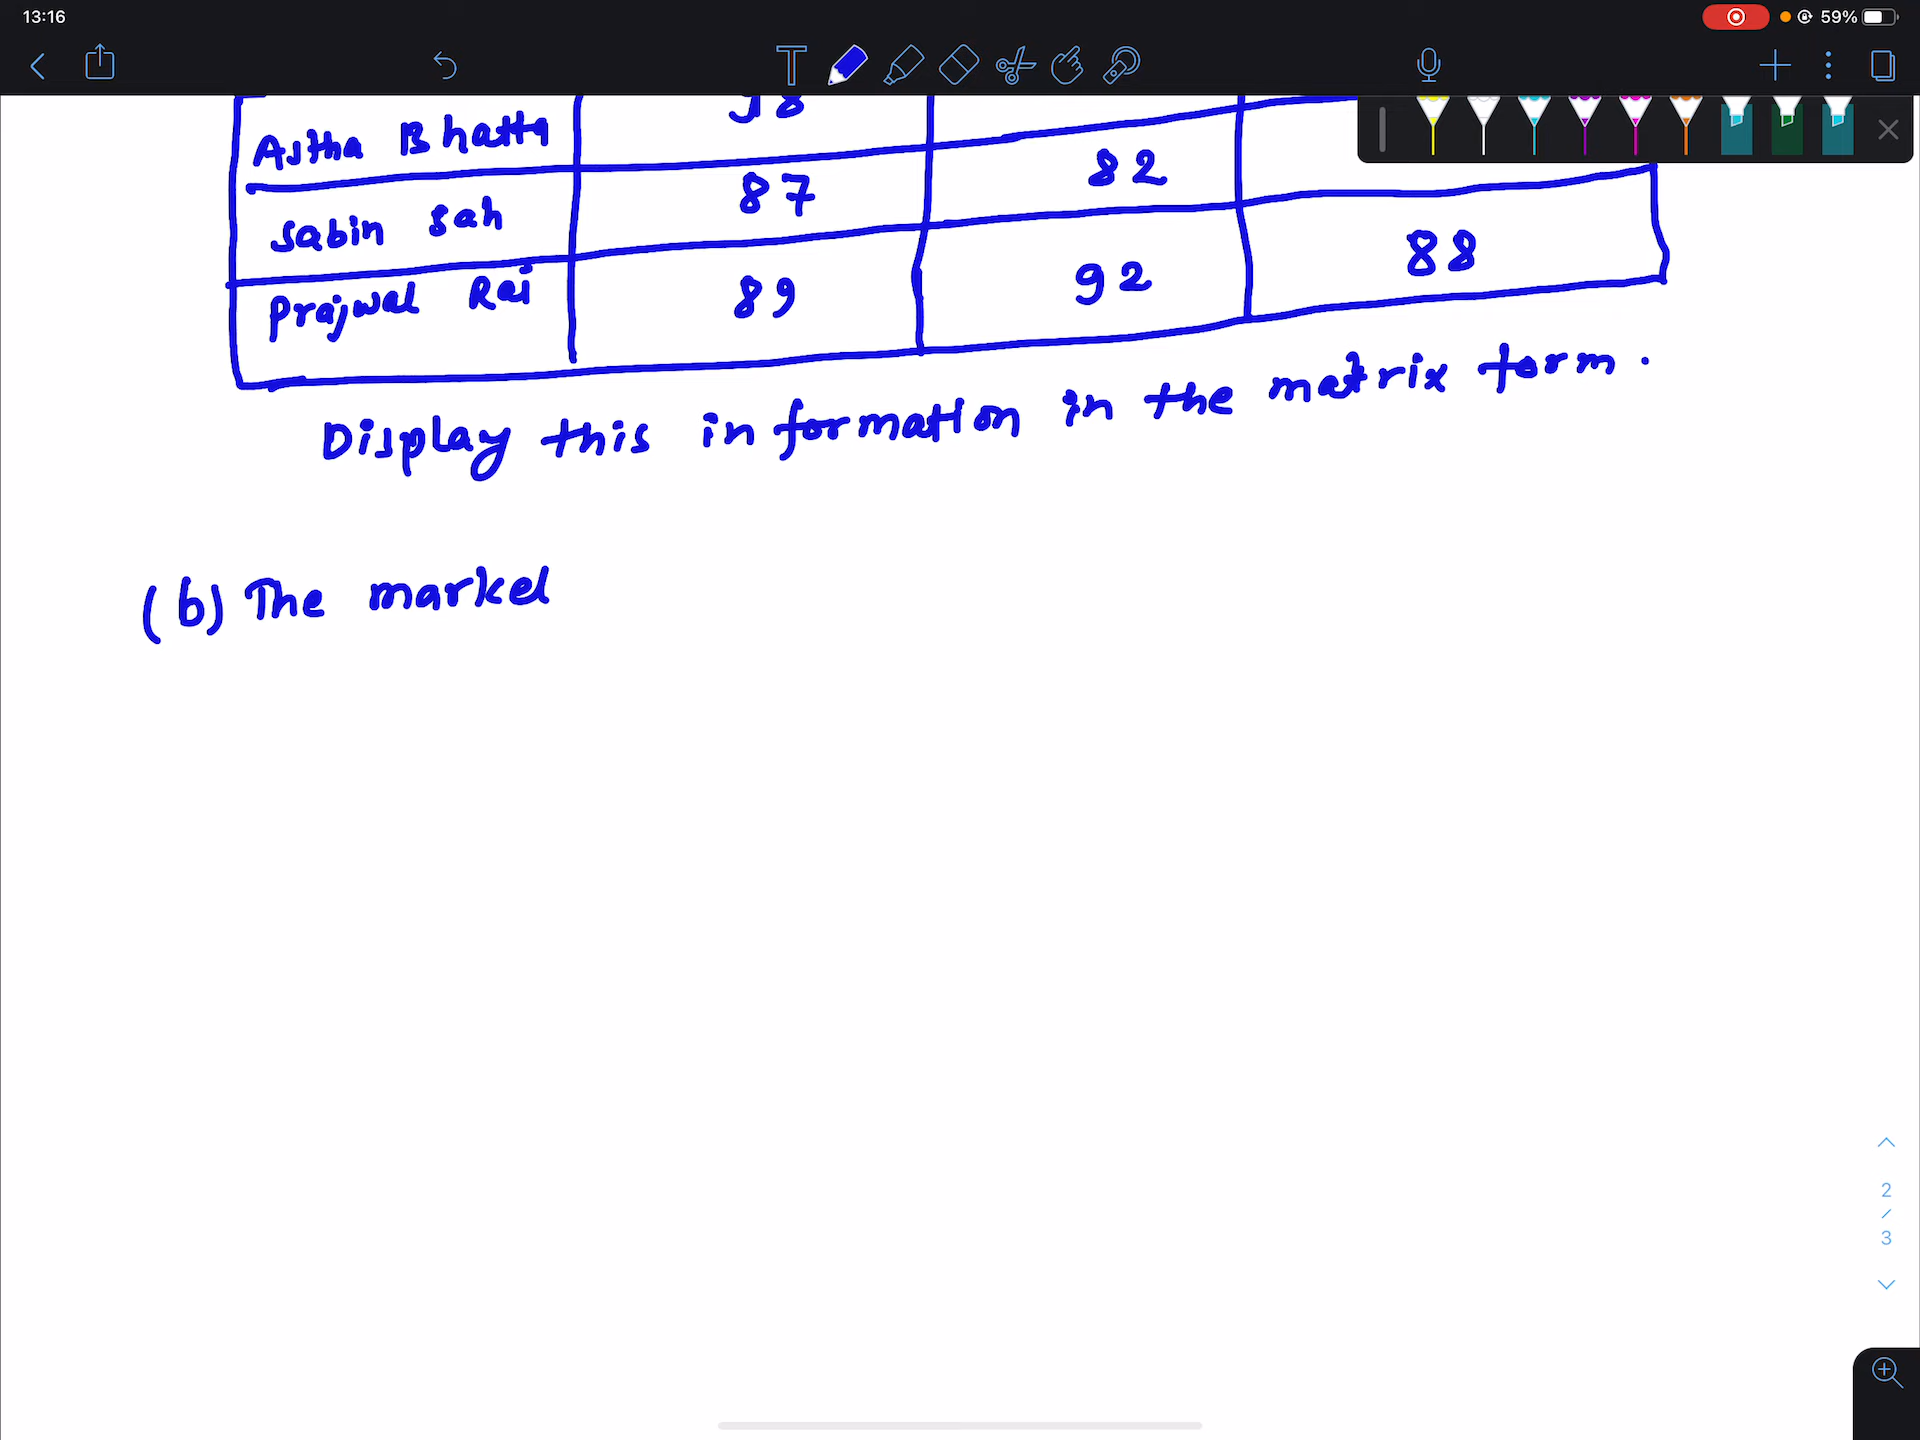 13:16
59%
Astha Bhatta
Sabin Sah 87 82
Prajwal Rai 89 92 88
Display this information in the matrix form.
(b) The market
2
/
3